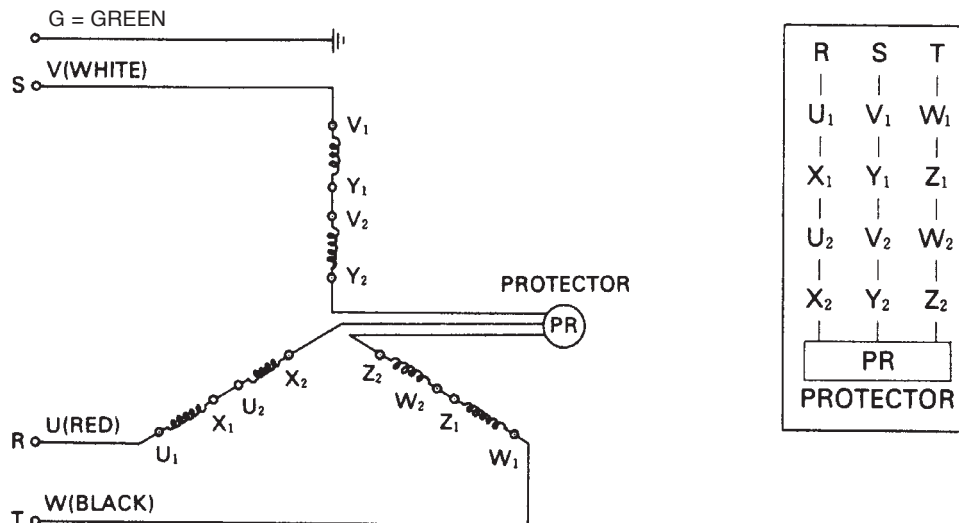 G = GREEN
V(WHITE)
S
V₁
Y₁
V₂
Y₂
PROTECTOR
PR
X₂
U₂
X₁
U₁
Z₂
W₂
Z₁
W₁
U(RED)
R
W(BLACK)
T
R S T
U₁ V₁ W₁
X₁ Y₁ Z₁
U₂ V₂ W₂
X₂ Y₂ Z₂
PR
PROTECTOR